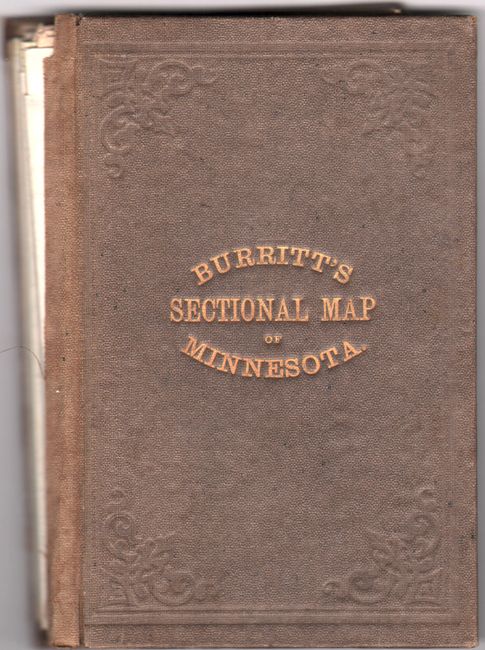 BURRITT'S
SECTIONAL MAP
OF
MINNESOTA.